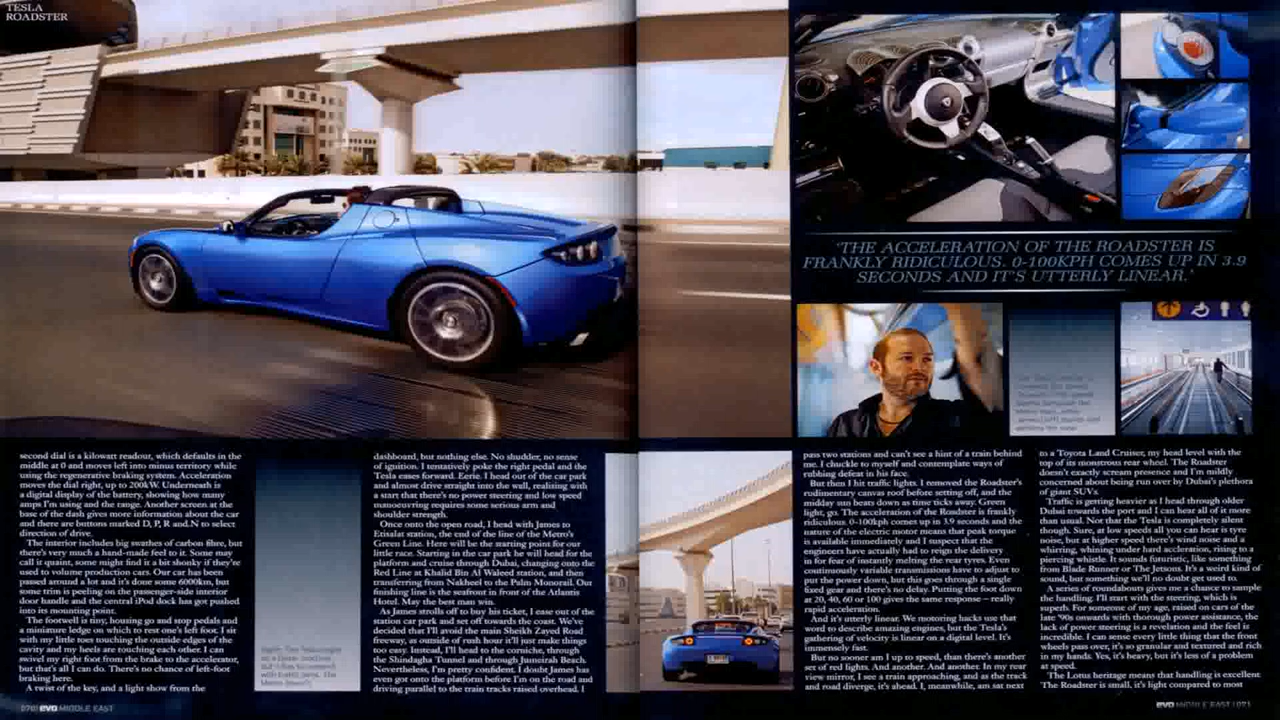 TESLA
ROADSTER
second dial is a kilowatt readout, which defaults in the
middle at 0 and moves left into minus territory while
using the regenerative braking system. Acceleration
moves the dial right, up to 200kW. Underneath is
a digital display of the battery, showing how many
amps I'm using and the range. Another screen at the
base of the dash gives more information about the car
and there are buttons marked D, P, R and N to select
direction of drive.
The interior includes big swathes of carbon fibre, but
there's very much a hand-made feel to it. Some may
call it quaint, some might find it a bit shonky if they're
used to volume production cars. Our car has been
passed around a lot and it's done some 6000km, but
some trim is peeling on the passenger-side interior
door handle and the central iPod dock has got pushed
into its mounting point.
The footwell is tiny, housing go and stop pedals and
a miniature ledge on which to rest one's left foot. I sit
with my little toes touching the outside edges of the
cavity and my heels are touching each other. I can
swivel my right foot from the brake to the accelerator,
but that's all I can do. There's no chance of left-foot
braking here.
A twist of the key, and a light show from the
dashboard, but nothing else. No shudder, no sense
of ignition. I tentatively poke the right pedal and the
Tesla eases forward. Eerie. I head out of the car park
and almost drive straight into the wall, realising with
a start that there's no power steering and low speed
manoeuvring requires some serious arm and
shoulder strength.
Once onto the open road, I head with James to
Etisalat station, the end of the line of the Metro's
Green Line. Here will be the starting point for our
little race. Starting in the car park he will head for the
platform and cruise through Dubai, changing onto the
Red Line at Khalid Bin Al Waleed station, and then
transferring from Nakheel to the Palm Monorail. Our
finishing line is the seafront in front of the Atlantis
Hotel. May the best man win.
As James strolls off to buy his ticket, I ease out of the
station car park and set off towards the coast. We've
decided that I'll avoid the main Sheikh Zayed Road
freeway, as outside of rush hour it'll just make things
too easy. Instead, I'll head to the corniche, through
the Shindagha Tunnel and through Jumeirah Beach.
Nevertheless, I'm pretty confident. I doubt James has
even got onto the platform before I'm on the road and
driving parallel to the train tracks raised overhead. I
070 evo MIDDLE EAST
'THE ACCELERATION OF THE ROADSTER IS
FRANKLY RIDICULOUS. 0-100KPH COMES UP IN 3.9
SECONDS AND IT'S UTTERLY LINEAR.'
pass two stations and can't see a hint of a train behind
me. I chuckle to myself and contemplate ways of
rubbing defeat in his face.
But then I hit traffic lights. I removed the Roadster's
rudimentary canvas roof before setting off, and the
midday sun bears down as time ticks away. Green
light, go. The acceleration of the Roadster is frankly
ridiculous. 0-100kph comes up in 3.9 seconds and the
nature of the electric motor means that peak torque
is available immediately and I suspect that the
engineers have actually had to reign the delivery
in for fear of instantly melting the rear tyres. Even
continuously variable transmissions have to adjust to
put the power down, but this goes through a single
fixed gear and there's no delay. Putting the foot down
at 20, 40, 60 or 100 gives the same response – really
rapid acceleration.
And it's utterly linear. We motoring hacks use that
word to describe amazing engines, but the Tesla's
gathering of velocity is linear on a digital level. It's
immensely fast.
But no sooner am I up to speed, than there's another
set of red lights. And another. And another. In my rear
view mirror, I see a train approaching, and as the track
and road diverge, it's ahead. I, meanwhile, am sat next
to a Toyota Land Cruiser, my head level with the
top of its monstrous rear wheel. The Roadster
doesn't exactly scream presence and I'm mildly
concerned about being run over by Dubai's plethora
of giant SUVs.
Traffic is getting heavier as I head through older
Dubai towards the port and I can hear all of it more
than usual. Not that the Tesla is completely silent
though. Sure, at low speeds all you can hear is tyre
noise, but at higher speed there's wind noise and a
whirring, whining under hard acceleration, rising to a
piercing whistle. It sounds futuristic, like something
from Blade Runner or The Jetsons. It's a weird kind of
sound, but something we'll no doubt get used to.
A series of roundabouts give me a chance to sample
the handling. I'll start with the steering, which is
superb. For someone of my age, raised on cars of the
late '90s onwards with thorough power assistance, the
lack of power steering is a revelation and the feel is
incredible. I can sense every little thing that the front
wheels pass over, it's so granular and textured and rich
in my hands. Yes, it's heavy, but it's less of a problem
at speed.
The Lotus heritage means that handling is excellent
The Roadster is small, it's light compared to most
evo MIDDLE EAST 071